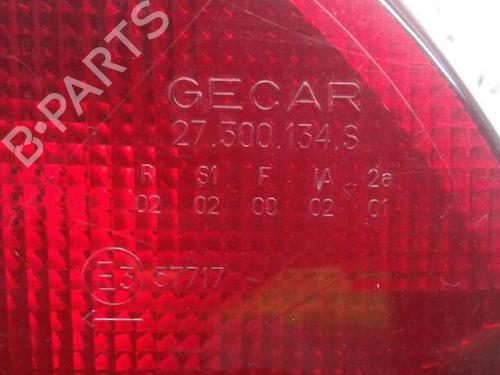 B-PARTS
GECAR
27.300.134.S
R S1 F IA 2a
02 02 00 02 01
E3 57717